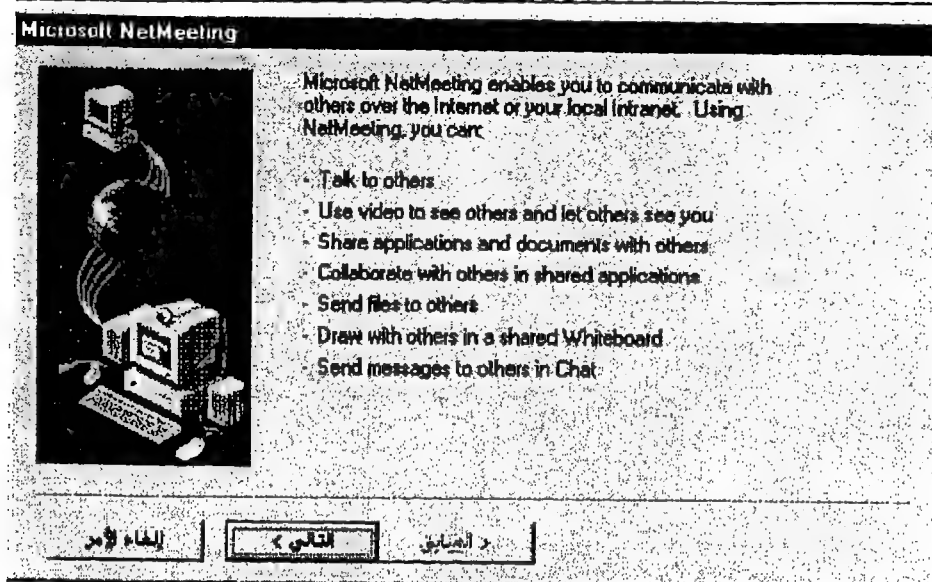 Microsoft NetMeeting
Microsoft NetMeeting enables you to communicate with
others over the Internet or your local intranet. Using
NetMeeting, you can:
- Talk to others
- Use video to see others and let others see you
- Share applications and documents with others
- Collaborate with others in shared applications
- Send files to others
- Draw with others in a shared Whiteboard
- Send messages to others in Chat
إلغاء الأمر
التالي >
< السابق